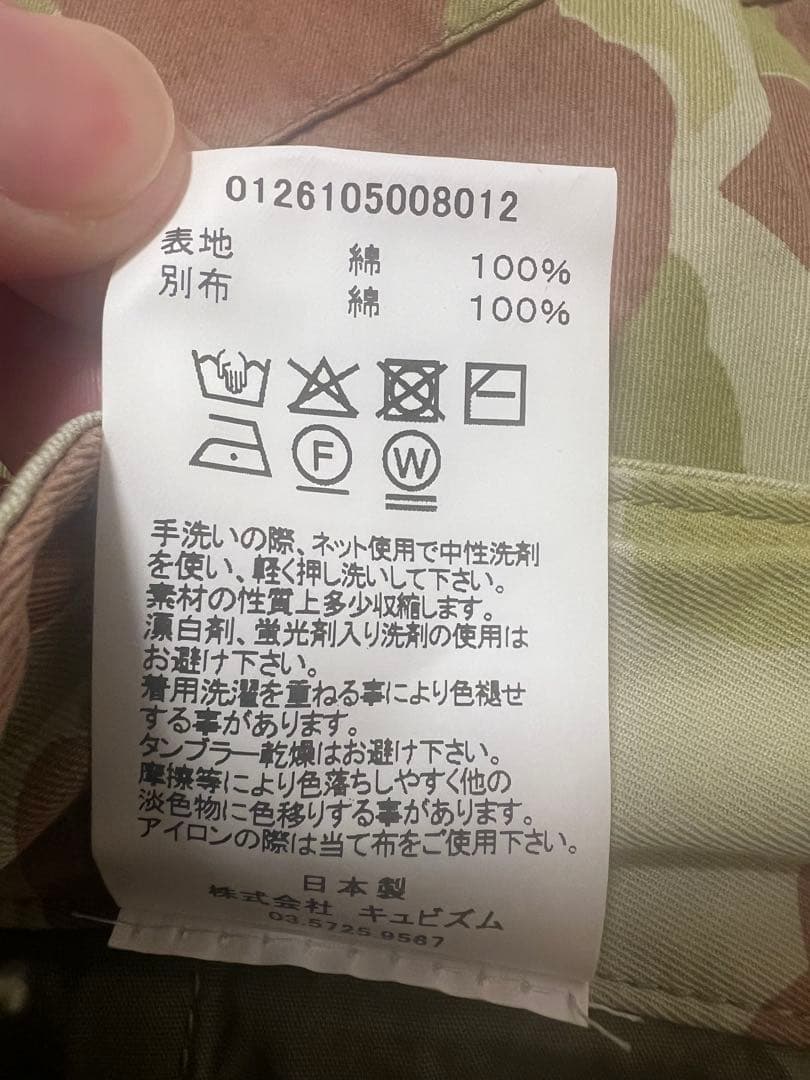 0126105008012
表地 綿 100%
別布 綿 100%
F W
手洗いの際、ネット使用で中性洗剤
を使い、軽く押し洗いして下さい。
素材の性質上多少収縮します。
漂白剤、蛍光剤入り洗剤の使用は
お避け下さい。
着用洗濯を重ねる事により色褪せ
する事があります。
タンブラー乾燥はお避け下さい。
摩擦等により色落ちしやすく他の
淡色物に色移りする事があります。
アイロンの際は当て布をご使用下さい。
日本製
株式会社 キュビズム
03.5725.9567